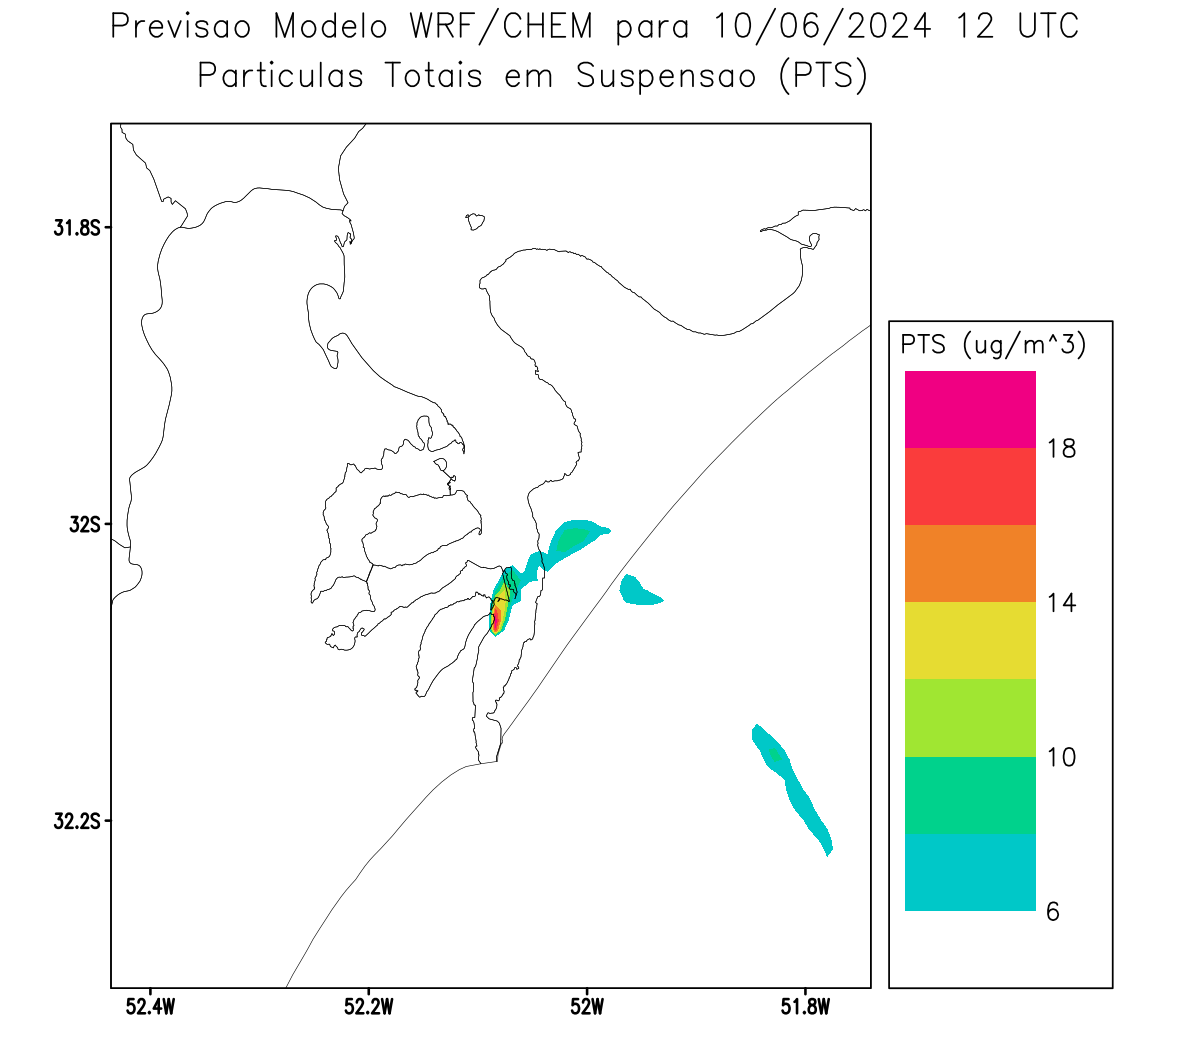 Previsao Modelo WRF/CHEM para 10/06/2024 12 UTC
Particulas Totais em Suspensao (PTS)
31.8S
32S
32.2S
52.4W
52.2W
52W
51.8W
PTS (ug/m^3)
18
14
10
6